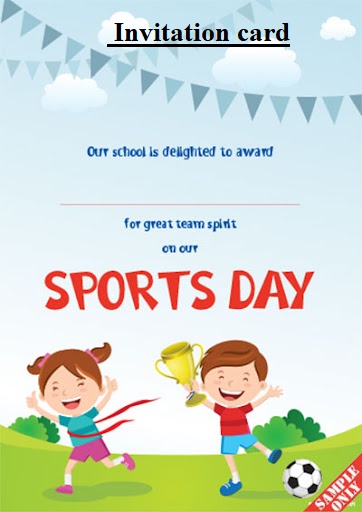 Invitation card
Our school is delighted to award
for great team spirit
on our
SPORTS DAY
SAMPLE
ONLY